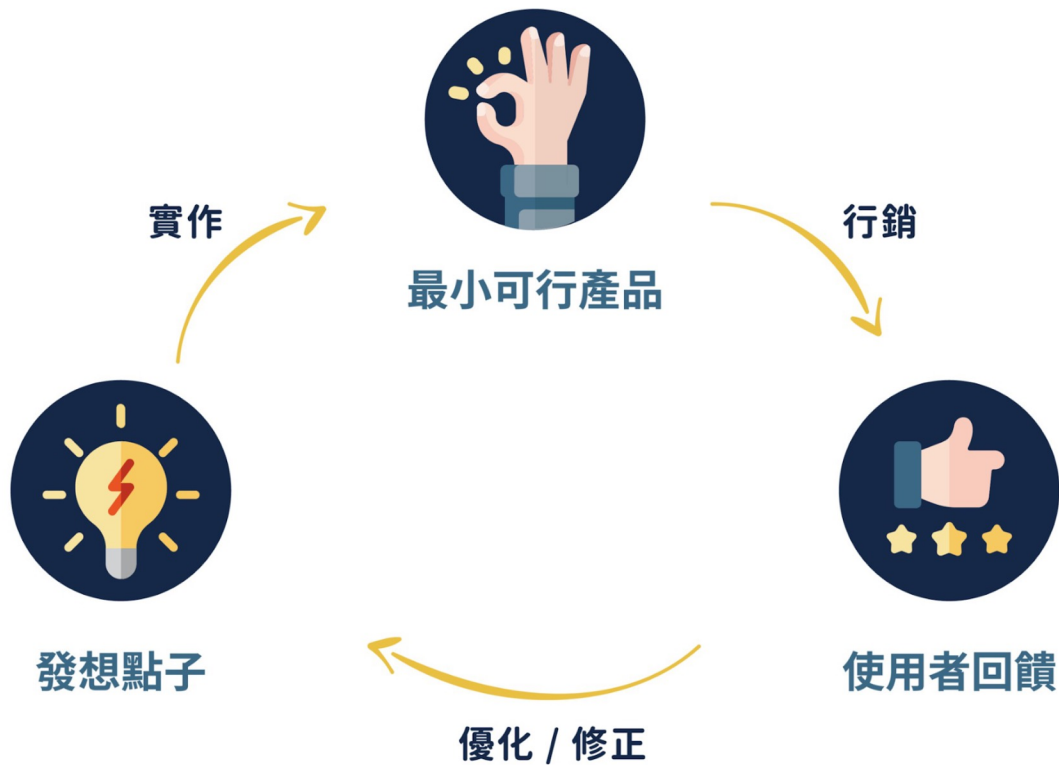 實作
行銷
最小可行產品
發想點子
使用者回饋
優化 / 修正